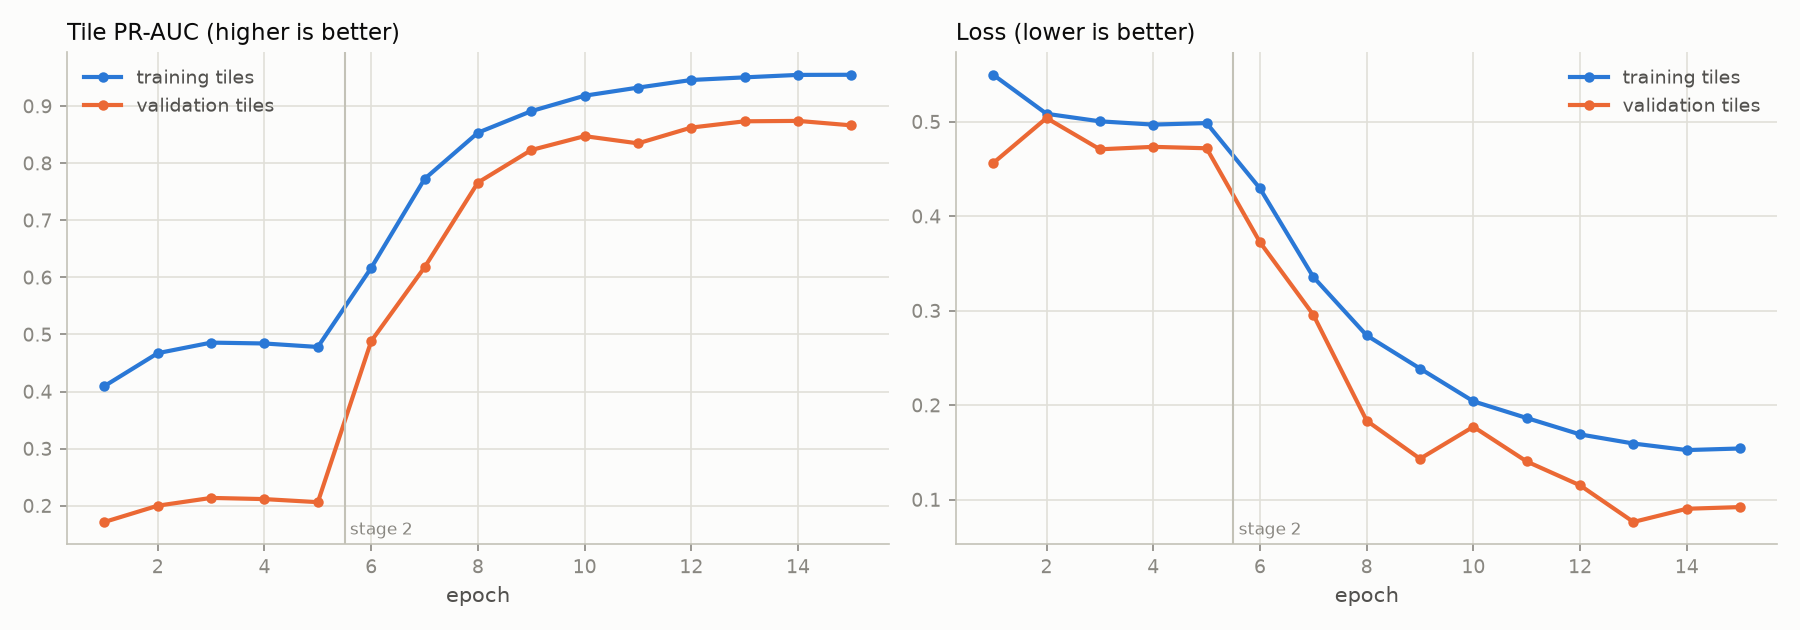 Tile PR-AUC (higher is better)
training tiles
validation tiles
0.9
0.8
0.7
0.6
0.5
0.4
0.3
0.2
stage 2
2 4 6 8 10 12 14
epoch
Loss (lower is better)
training tiles
validation tiles
0.5
0.4
0.3
0.2
0.1
stage 2
2 4 6 8 10 12 14
epoch